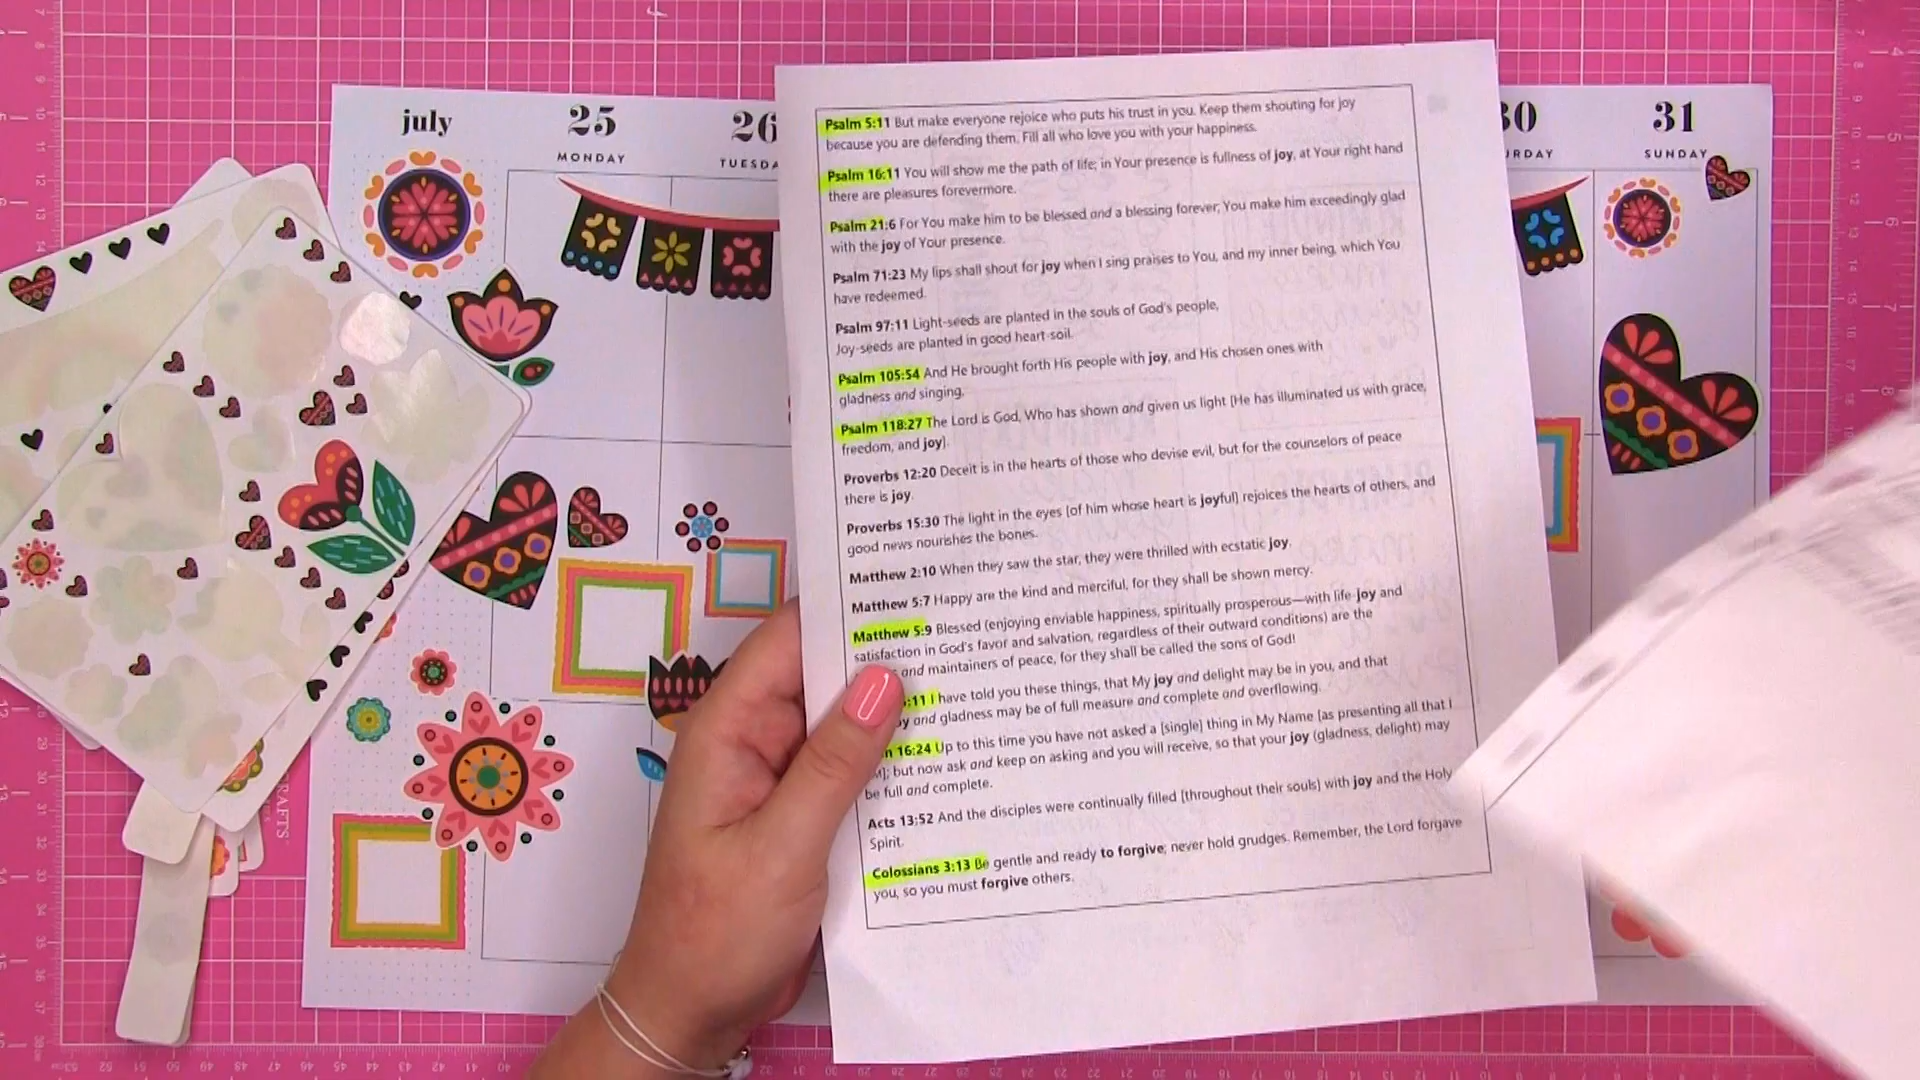 july
25
MONDAY
26
TUESDA
30
URDAY
31
SUNDAY
Psalm 5:11 But make everyone rejoice who puts his trust in you. Keep them shouting for joy
because you are defending them. Fill all who love you with your happiness.
Psalm 16:11 You will show me the path of life; in Your presence is fullness of joy, at Your right hand
there are pleasures forevermore.
Psalm 21:6 For You make him to be blessed and a blessing forever; You make him exceedingly glad
with the joy of Your presence.
Psalm 71:23 My lips shall shout for joy when I sing praises to You, and my inner being, which You
have redeemed.
Psalm 97:11 Light-seeds are planted in the souls of God's people,
Joy-seeds are planted in good heart-soil.
Psalm 105:54 And He brought forth His people with joy, and His chosen ones with
gladness and singing,
Psalm 118:27 The Lord is God, Who has shown and given us light [He has illuminated us with grace,
freedom, and joy].
Proverbs 12:20 Deceit is in the hearts of those who devise evil, but for the counselors of peace
there is joy.
Proverbs 15:30 The light in the eyes [of him whose heart is joyful] rejoices the hearts of others, and
good news nourishes the bones.
Matthew 2:10 When they saw the star, they were thrilled with ecstatic joy.
Matthew 5:7 Happy are the kind and merciful, for they shall be shown mercy.
Matthew 5:9 Blessed (enjoying enviable happiness, spiritually prosperous—with life-joy and
satisfaction in God's favor and salvation, regardless of their outward conditions) are the
and maintainers of peace, for they shall be called the sons of God!
:11 I have told you these things, that My joy and delight may be in you, and that
and gladness may be of full measure and complete and overflowing.
16:24 Up to this time you have not asked a [single] thing in My Name [as presenting all that I
; but now ask and keep on asking and you will receive, so that your joy (gladness, delight) may
be full and complete.
Acts 13:52 And the disciples were continually filled [throughout their souls] with joy and the Holy
Spirit.
Colossians 3:13 Be gentle and ready to forgive; never hold grudges. Remember, the Lord forgave
you, so you must forgive others.